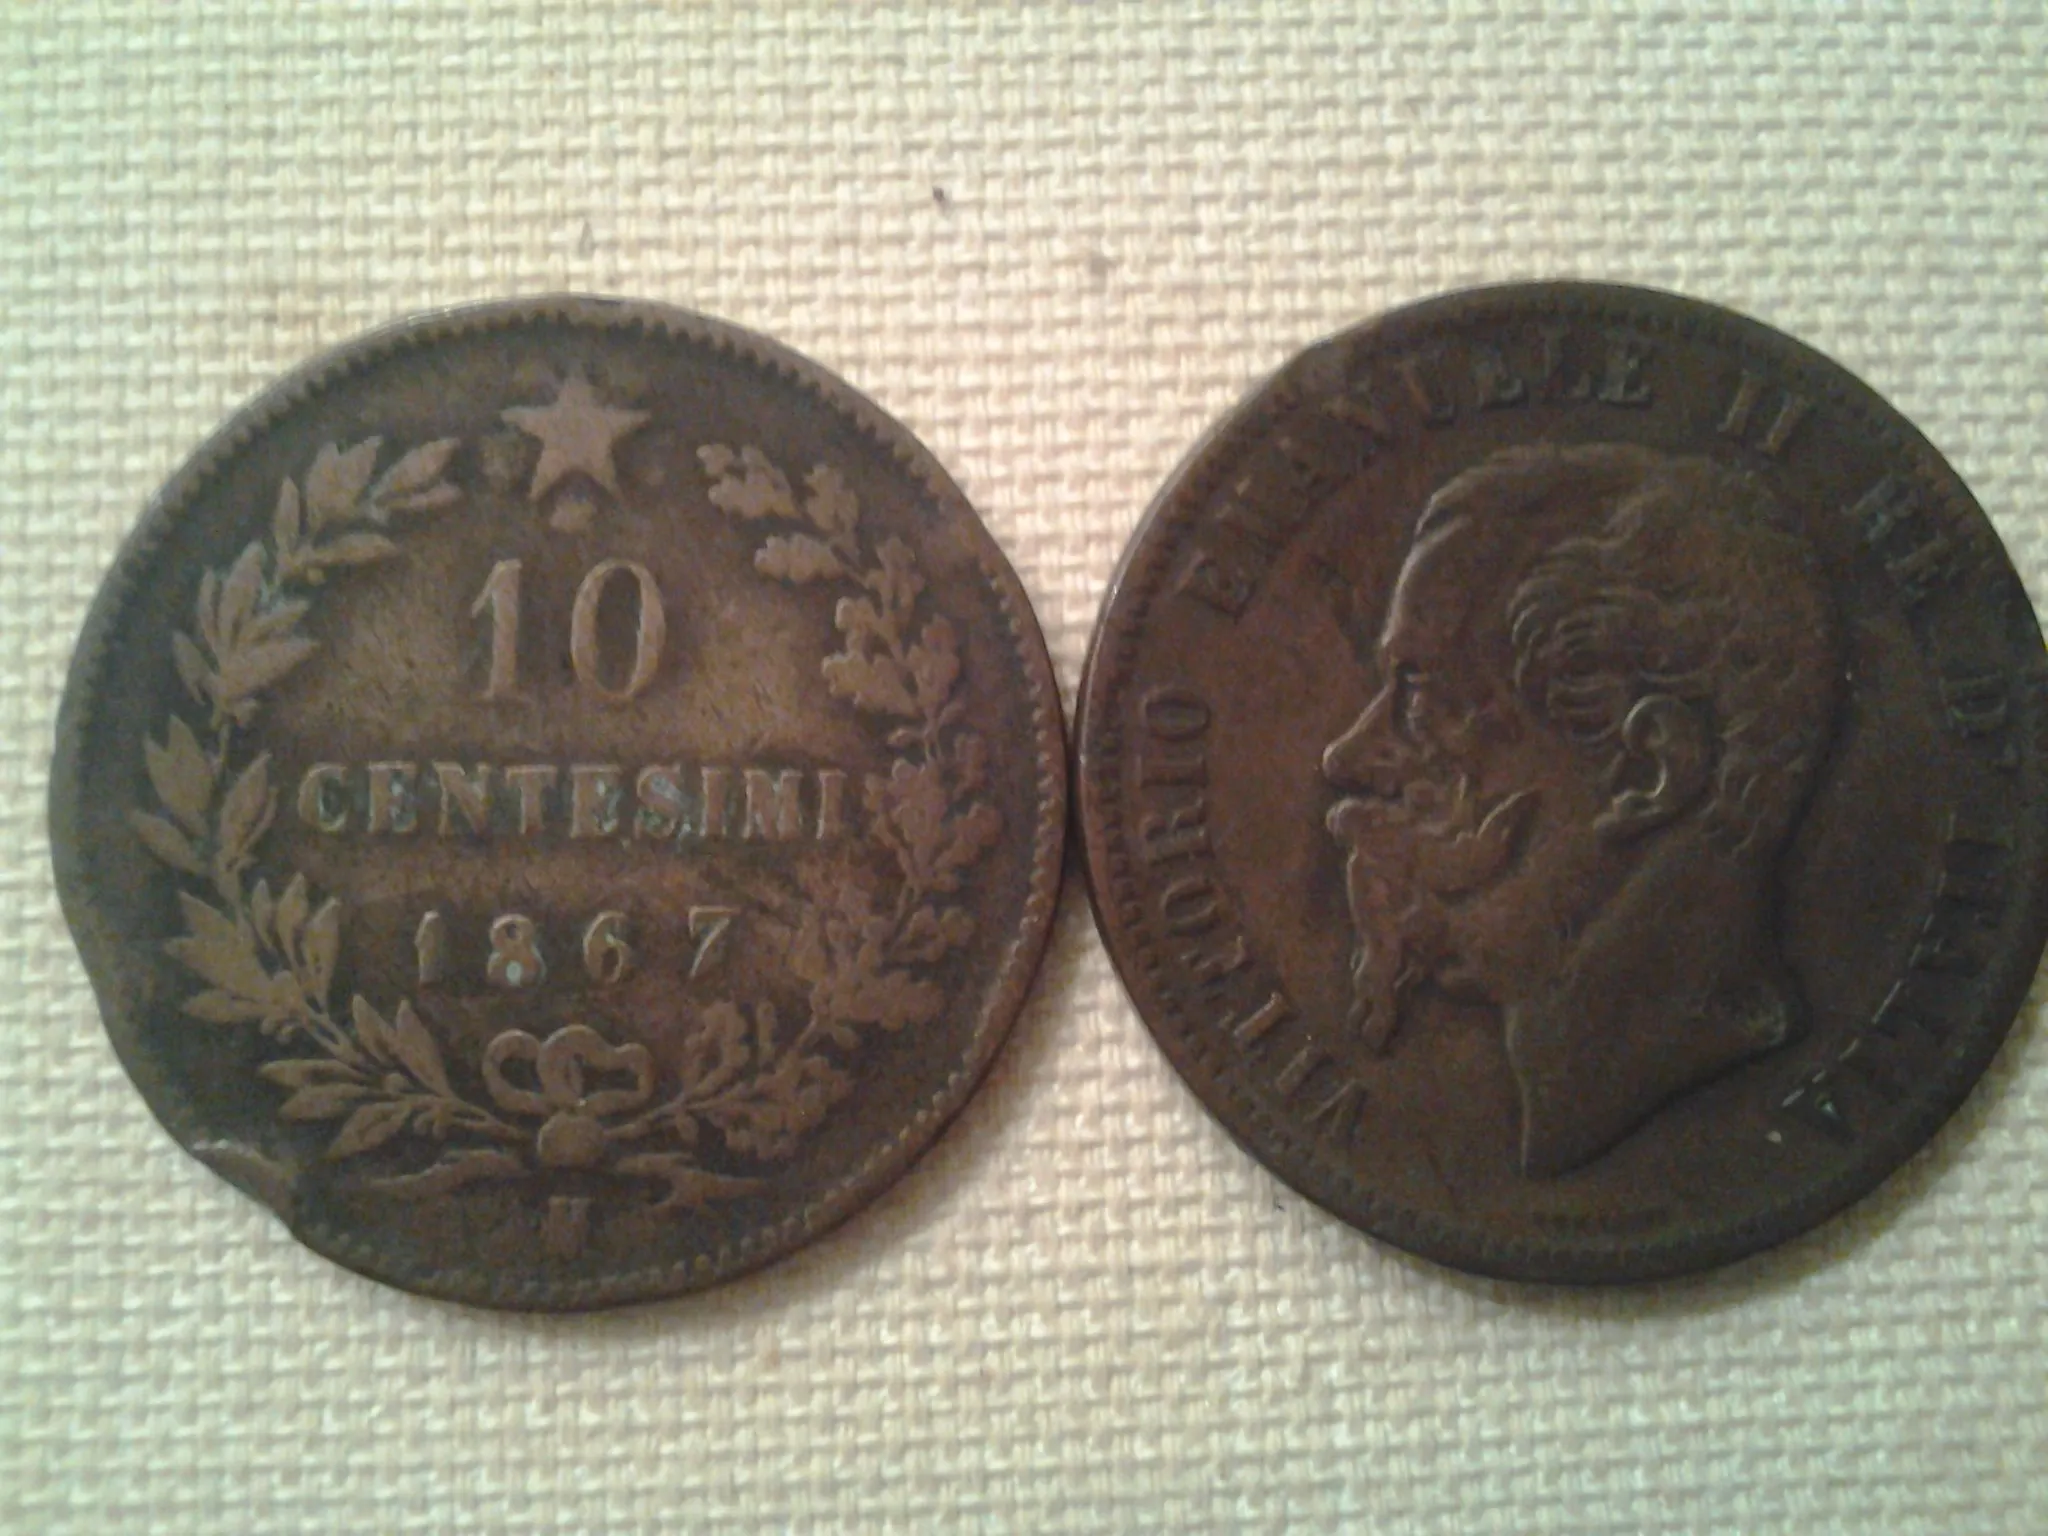 10
CENTESIMI
1867
H
VITTORIO EMANUELE II RE D'ITALIA